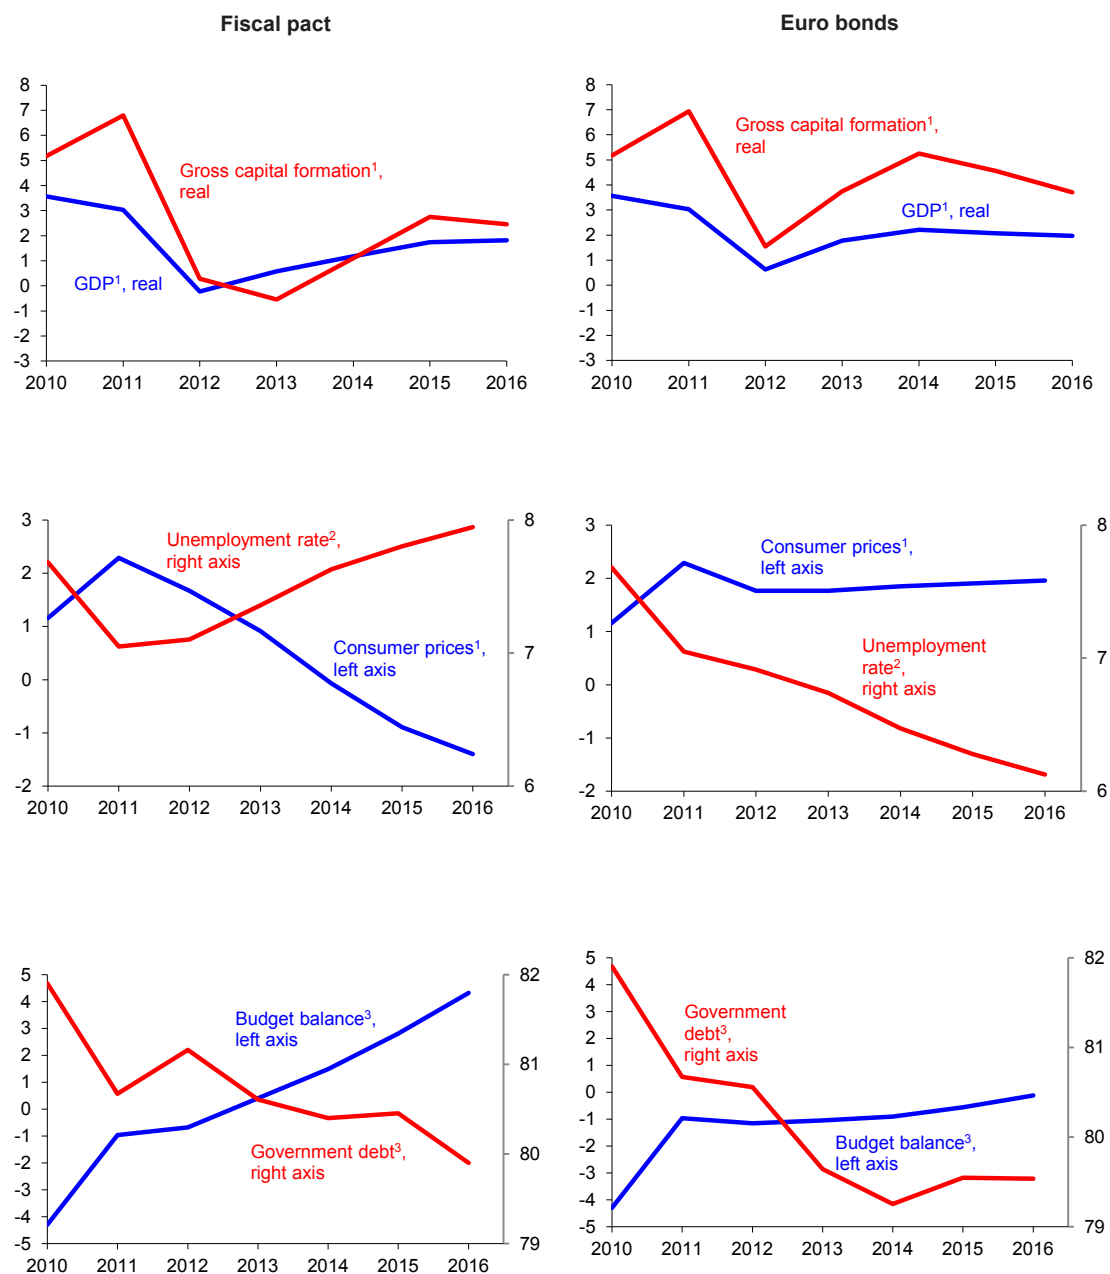 Fiscal pact
Euro bonds
8
7
6
5
4
3
2
1
0
-1
-2
-3
Gross capital formation¹,
real
GDP¹, real
2010 2011 2012 2013 2014 2015 2016
8
7
6
5
4
3
2
1
0
-1
-2
-3
Gross capital formation¹,
real
GDP¹, real
2010 2011 2012 2013 2014 2015 2016
3
2
1
0
-1
-2
Unemployment rate²,
right axis
Consumer prices¹,
left axis
8
7
6
2010 2011 2012 2013 2014 2015 2016
3
2
1
0
-1
-2
Consumer prices¹,
left axis
Unemployment
rate²,
right axis
8
7
6
2010 2011 2012 2013 2014 2015 2016
5
4
3
2
1
0
-1
-2
-3
-4
-5
Budget balance³,
left axis
Government debt³,
right axis
82
81
80
79
2010 2011 2012 2013 2014 2015 2016
5
4
3
2
1
0
-1
-2
-3
-4
-5
Government
debt³,
right axis
Budget balance³,
left axis
82
81
80
79
2010 2011 2012 2013 2014 2015 2016